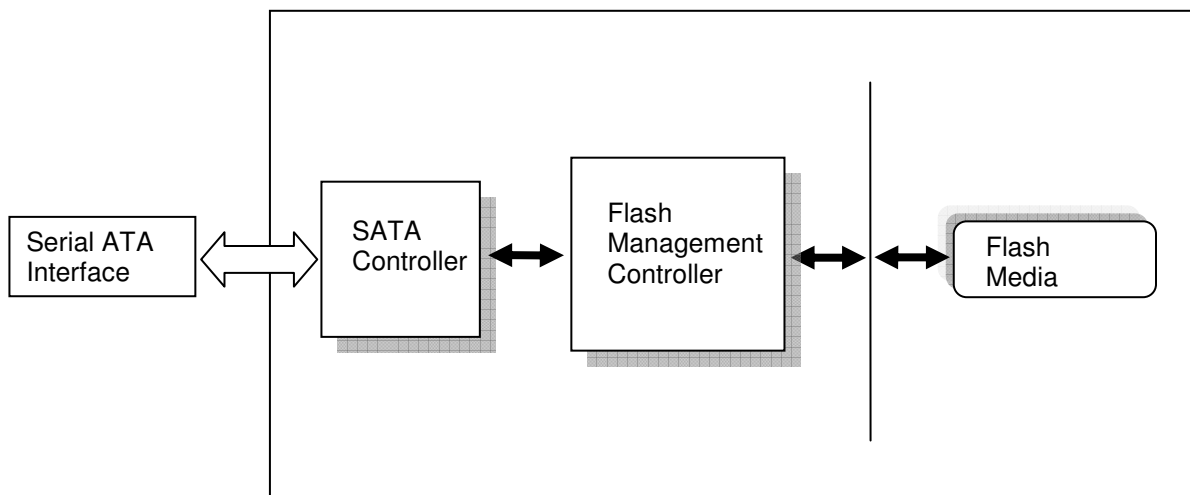 Serial ATA
Interface
SATA
Controller
Flash
Management
Controller
Flash
Media